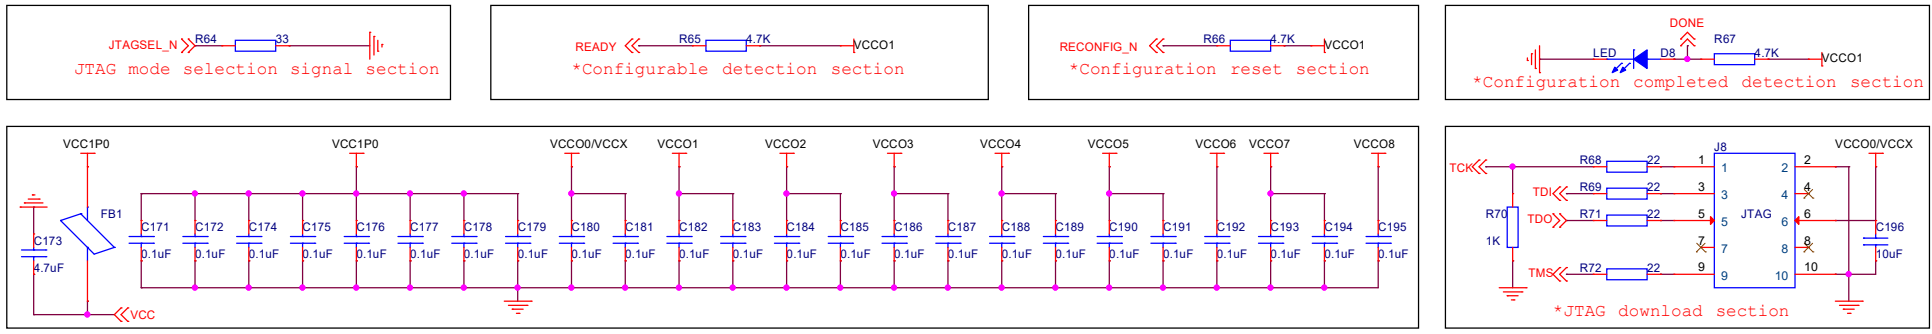 JTAGSEL_N R64 33
JTAG mode selection signal section
READY R65 4.7K VCCO1
*Configurable detection section
RECONFIG_N R66 4.7K VCCO1
*Configuration reset section
DONE
LED D8 R67 4.7K VCCO1
*Configuration completed detection section
VCC1P0 VCC1P0 VCCO0/VCCX VCCO1 VCCO2 VCCO3 VCCO4 VCCO5 VCCO6 VCCO7 VCCO8
FB1
C173 C171 C172 C174 C175 C176 C177 C178 C179 C180 C181 C182 C183 C184 C185 C186 C187 C188 C189 C190 C191 C192 C193 C194 C195
4.7uF 0.1uF 0.1uF 0.1uF 0.1uF 0.1uF 0.1uF 0.1uF 0.1uF 0.1uF 0.1uF 0.1uF 0.1uF 0.1uF 0.1uF 0.1uF 0.1uF 0.1uF 0.1uF 0.1uF 0.1uF 0.1uF 0.1uF 0.1uF 0.1uF
VCC
J8 VCCO0/VCCX
TCK R68 22 1 1 2 2
TDI R69 22 3 3 4 4
R70 TDO R71 22 5 5 JTAG 6 6 C196
1K 7 7 8 8 10uF
TMS R72 22 9 9 10 10
*JTAG download section